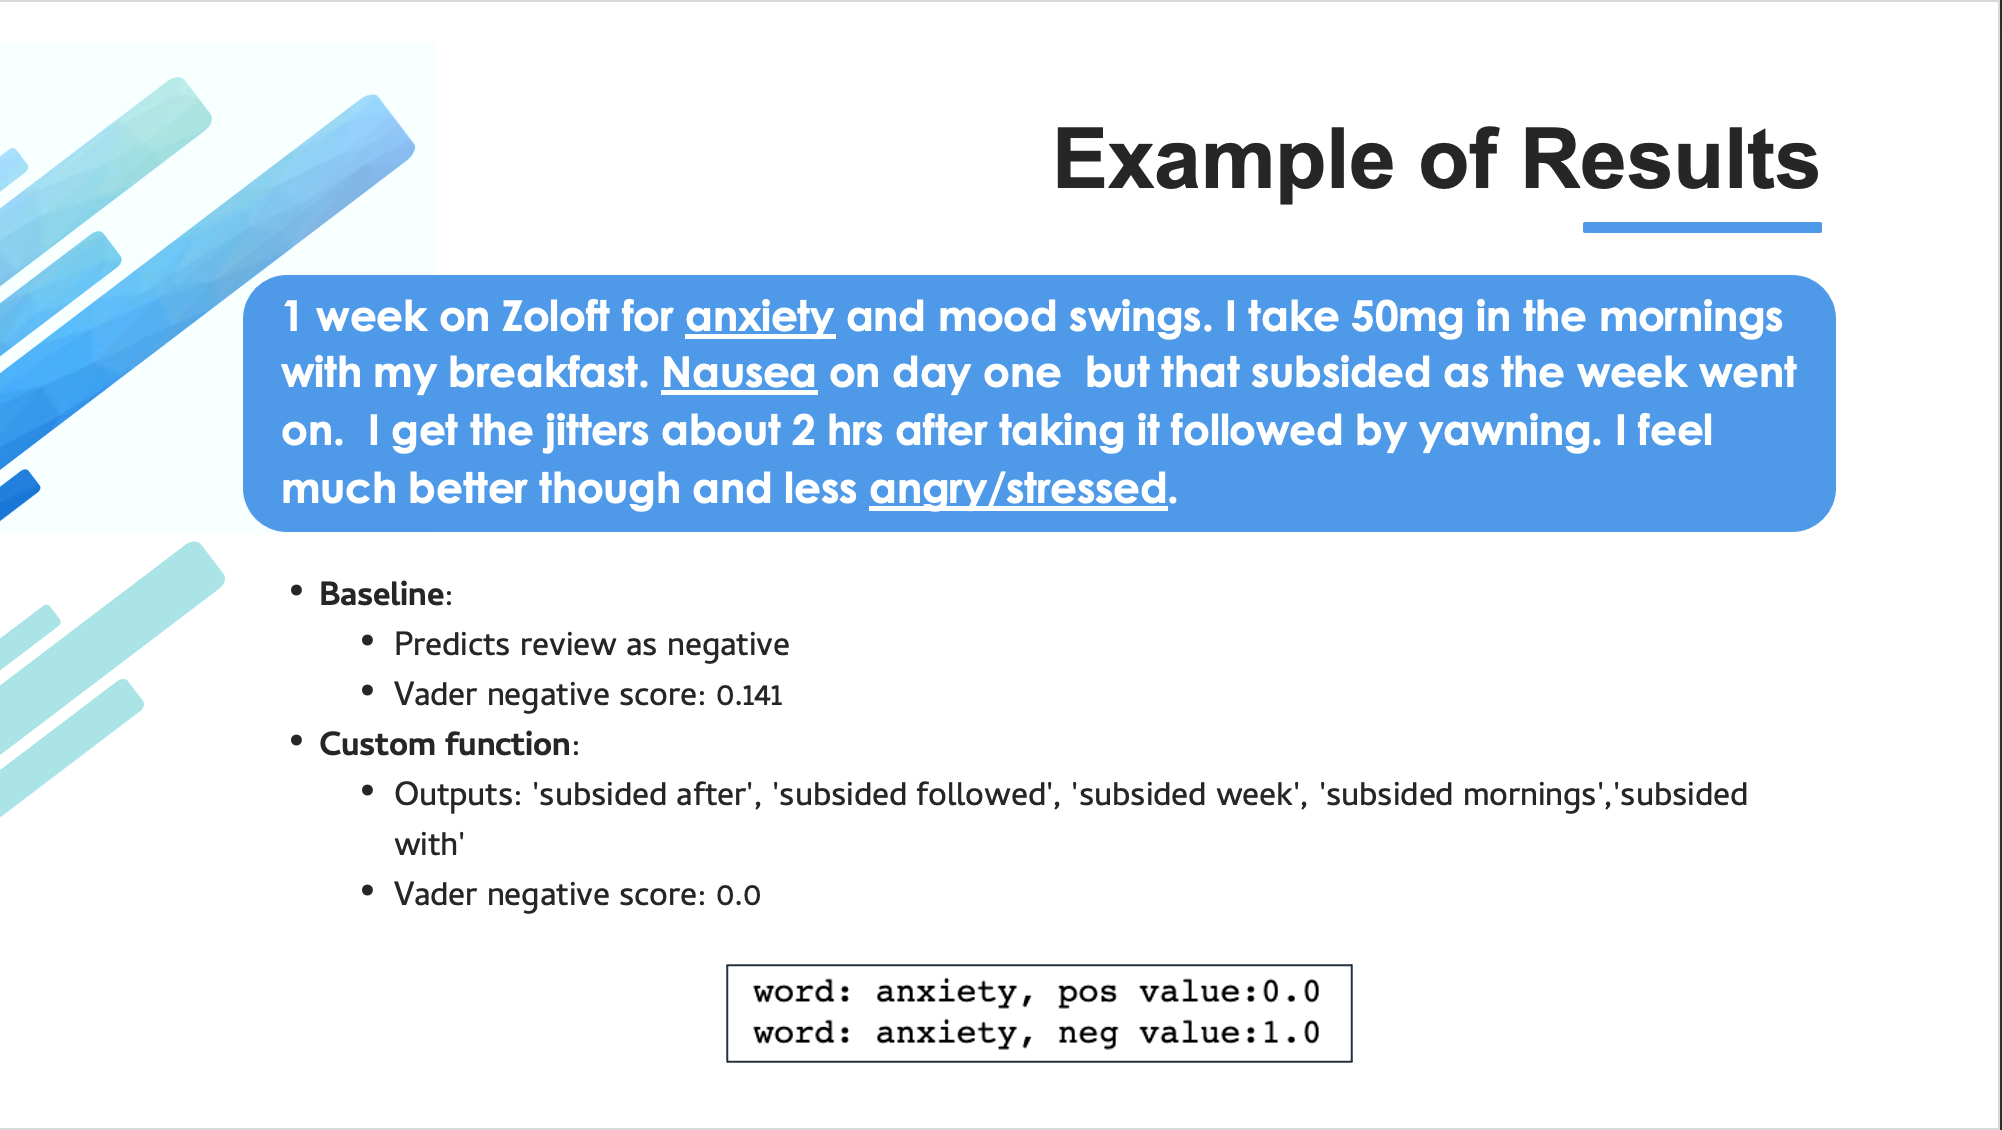 Example of Results
1 week on Zoloft for anxiety and mood swings. I take 50mg in the mornings
with my breakfast. Nausea on day one  but that subsided as the week went
on.  I get the jitters about 2 hrs after taking it followed by yawning. I feel
much better though and less angry/stressed.
• Baseline:
• Predicts review as negative
• Vader negative score: 0.141
• Custom function:
• Outputs: 'subsided after', 'subsided followed', 'subsided week', 'subsided mornings','subsided
with'
• Vader negative score: 0.0
word: anxiety, pos value:0.0
word: anxiety, neg value:1.0